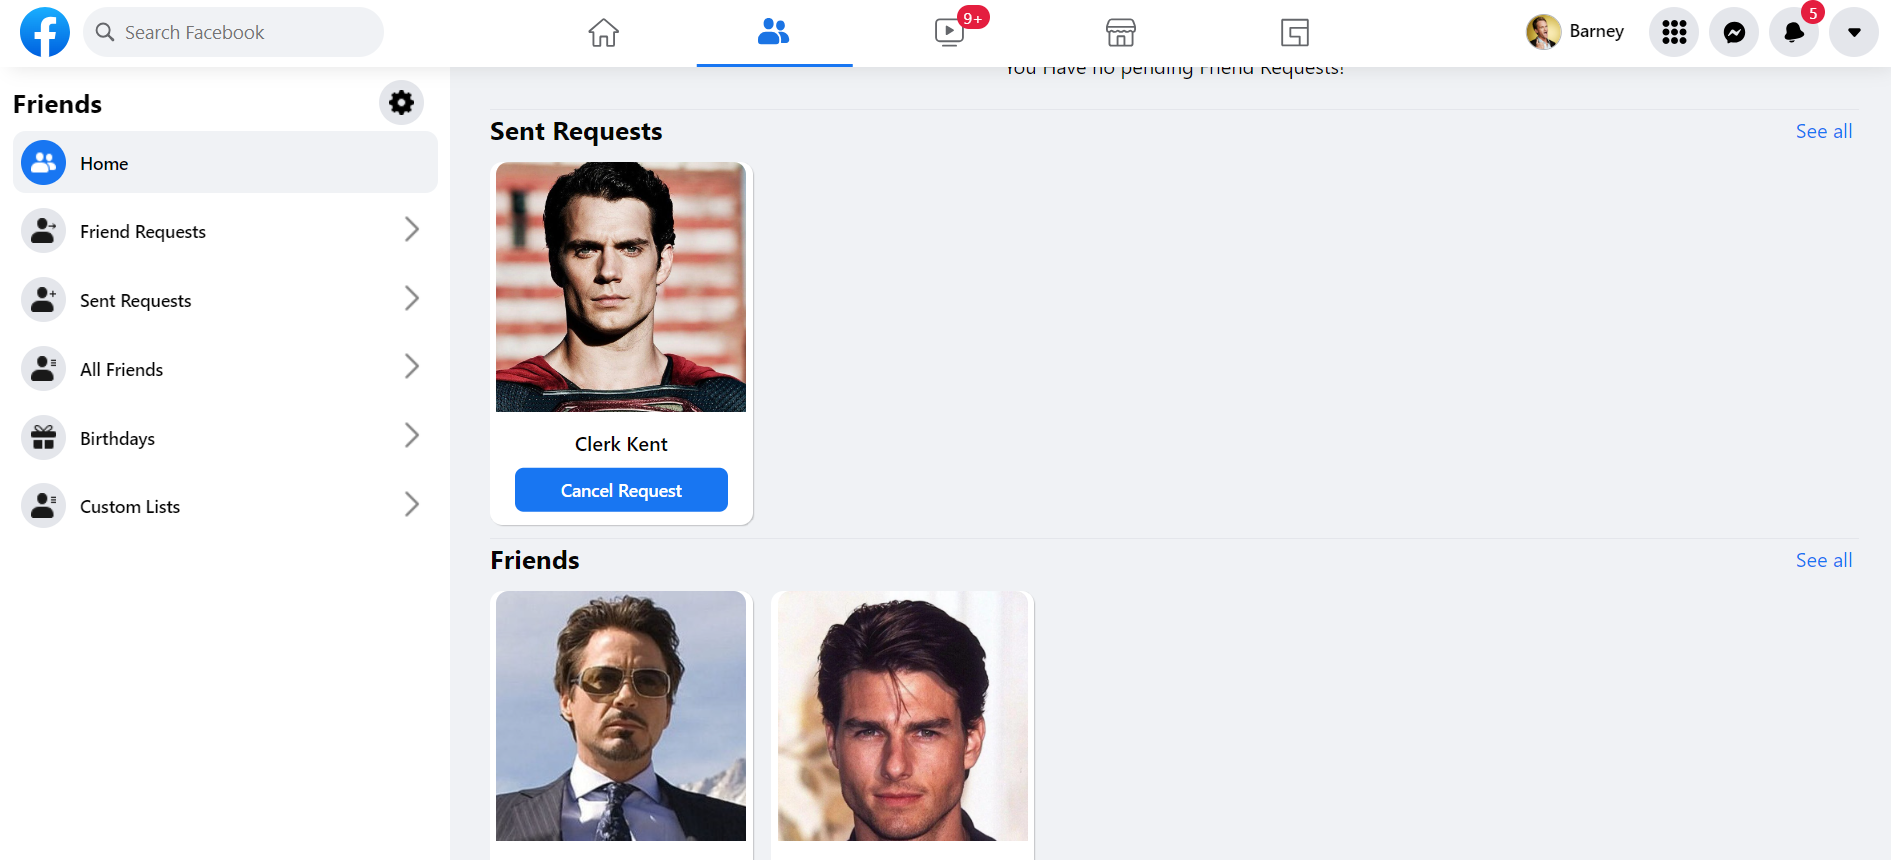 Search Facebook
9+
Barney
5
Friends
Home
Friend Requests
Sent Requests
All Friends
Birthdays
Custom Lists
You Have no pending Friend Requests!
Sent Requests
See all
Clerk Kent
Cancel Request
Friends
See all